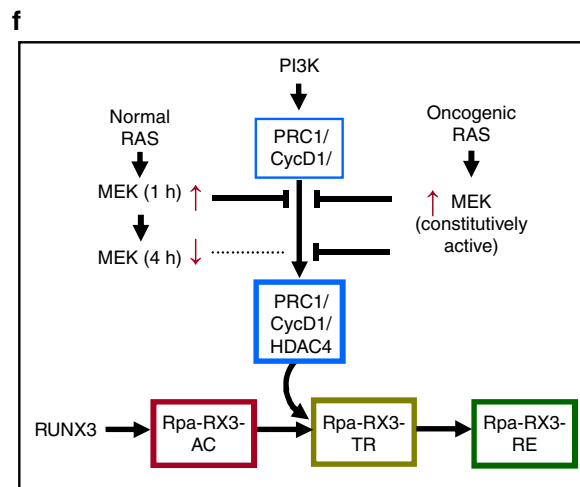 f
PI3K
Normal
RAS
Oncogenic
RAS
PRC1/
CycD1/
MEK (1 h) ↑
↑ MEK
(constitutively
active)
MEK (4 h) ↓
PRC1/
CycD1/
HDAC4
RUNX3
Rpa-RX3-
AC
Rpa-RX3-
TR
Rpa-RX3-
RE